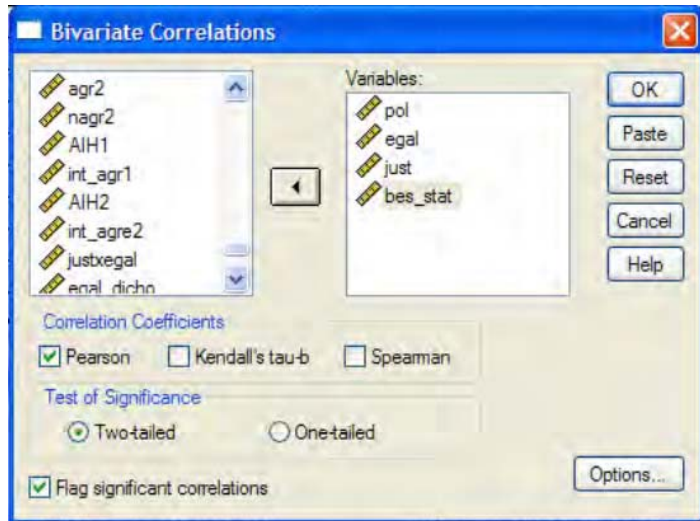 Bivariate Correlations
agr2
nagr2
AIH1
int_agr1
AIH2
int_agre2
justxegal
egal_dicho
Variables:
pol
egal
just
bes_stat
OK
Paste
Reset
Cancel
Help
Correlation Coefficients
Pearson Kendall's tau-b Spearman
Test of Significance
Two-tailed One-tailed
Flag significant correlations
Options...